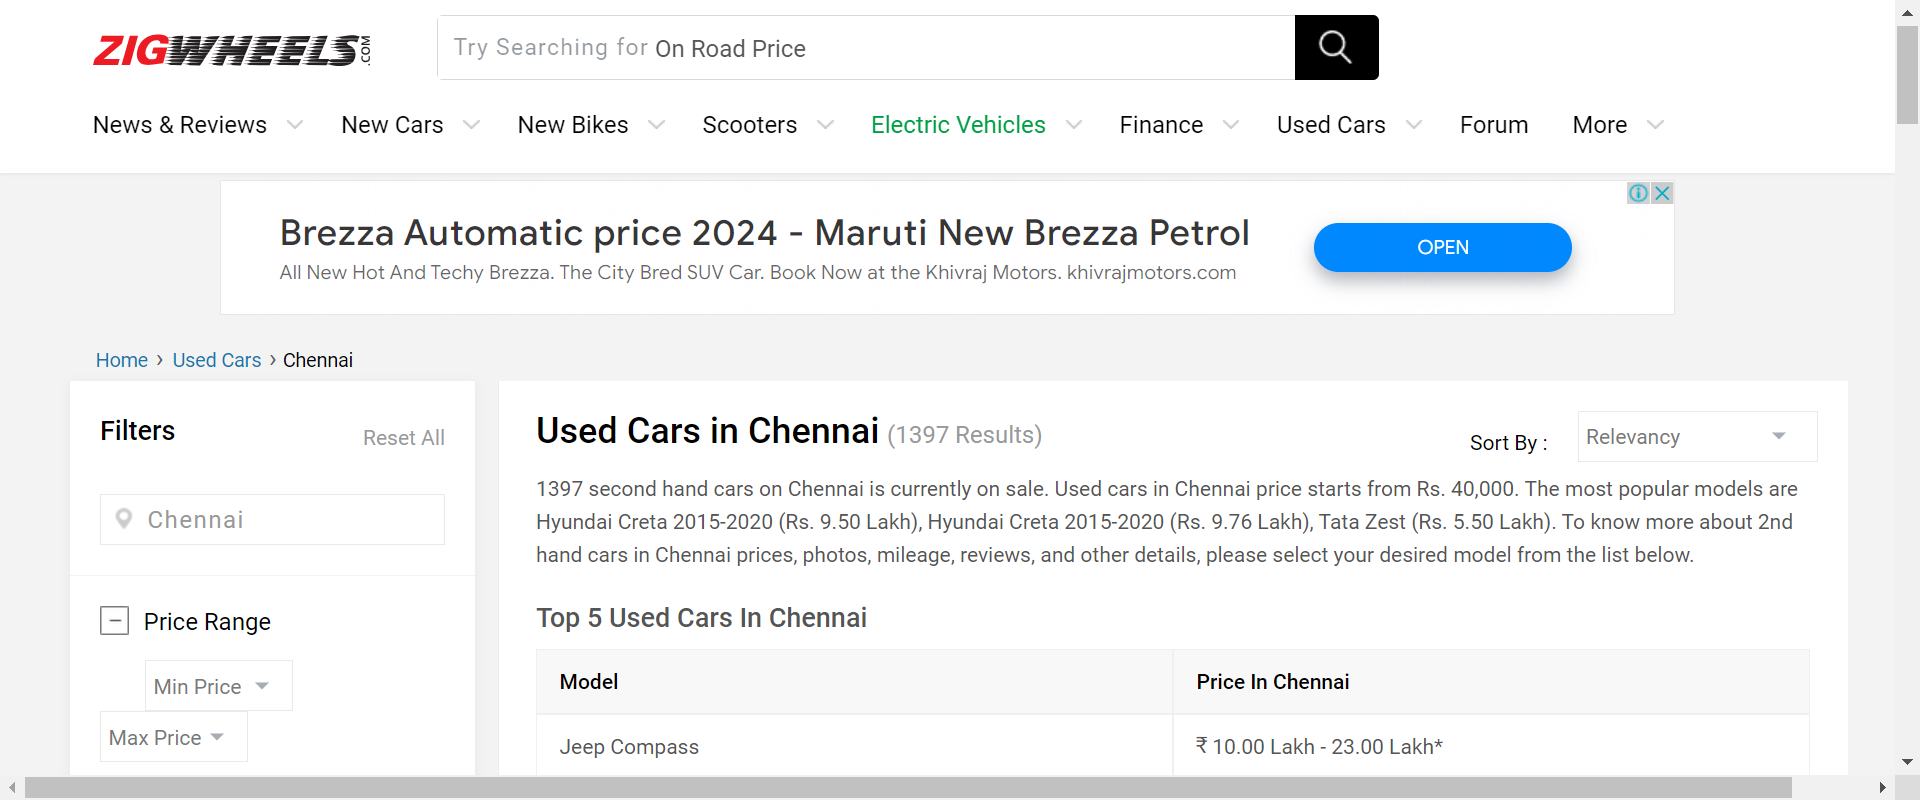 ZIGWHEELS.COM
Try Searching for On Road Price
News & Reviews New Cars New Bikes Scooters Electric Vehicles Finance Used Cars Forum More
Brezza Automatic price 2024 - Maruti New Brezza Petrol
All New Hot And Techy Brezza. The City Bred SUV Car. Book Now at the Khivraj Motors. khivrajmotors.com
OPEN
Home › Used Cars › Chennai
Filters
Reset All
Chennai
Price Range
Min Price
Max Price
Used Cars in Chennai (1397 Results)
Sort By :
Relevancy
1397 second hand cars on Chennai is currently on sale. Used cars in Chennai price starts from Rs. 40,000. The most popular models are
Hyundai Creta 2015-2020 (Rs. 9.50 Lakh), Hyundai Creta 2015-2020 (Rs. 9.76 Lakh), Tata Zest (Rs. 5.50 Lakh). To know more about 2nd
hand cars in Chennai prices, photos, mileage, reviews, and other details, please select your desired model from the list below.
Top 5 Used Cars In Chennai
Model Price In Chennai
Jeep Compass ₹ 10.00 Lakh - 23.00 Lakh*